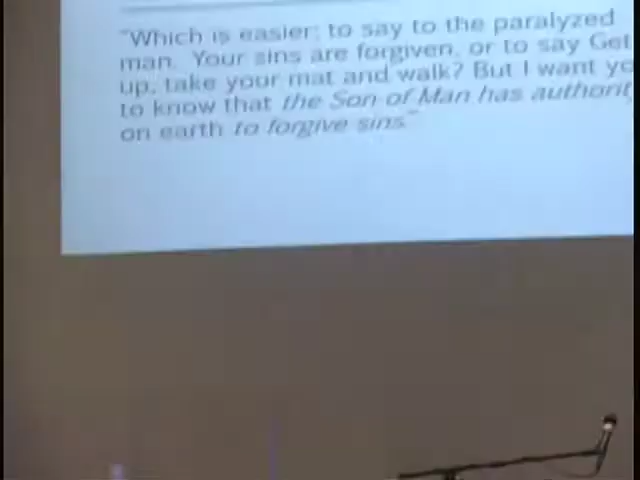 "Which is easier: to say to the paralyzed
man, Your sins are forgiven, or to say Get
up, take your mat and walk? But I want yo
to know that the Son of Man has authorit
on earth to forgive sins."